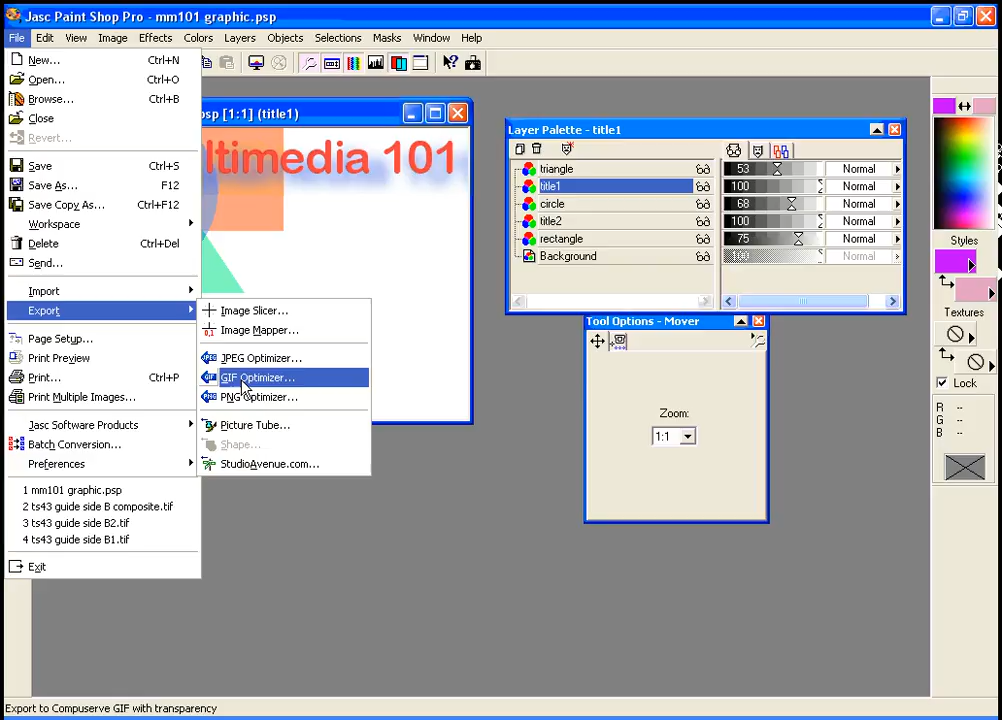 Jasc Paint Shop Pro - mm101 graphic.psp
File Edit View Image Effects Colors Layers Objects Selections Masks Window Help
New... Ctrl+N
Open... Ctrl+O
Browse... Ctrl+B
Close
Revert...
Save Ctrl+S
Save As... F12
Save Copy As... Ctrl+F12
Workspace
Delete Ctrl+Del
Send...
Import
Export
Page Setup...
Print Preview
Print... Ctrl+P
Print Multiple Images...
Jasc Software Products
Batch Conversion...
Preferences
1 mm101 graphic.psp
2 ts43 guide side B composite.tif
3 ts43 guide side B2.tif
4 ts43 guide side B1.tif
Exit
Image Slicer...
Image Mapper...
JPEG Optimizer...
GIF Optimizer...
PNG Optimizer...
Picture Tube...
Shape...
StudioAvenue.com...
psp [1:1] (title1)
ltimedia 101
Layer Palette - title1
triangle 53 Normal
title1 100 Normal
circle 68 Normal
title2 100 Normal
rectangle 75 Normal
Background 100 Normal
Tool Options - Mover
Zoom:
1:1
Styles
Textures
Lock
R --
G --
B --
Export to Compuserve GIF with transparency